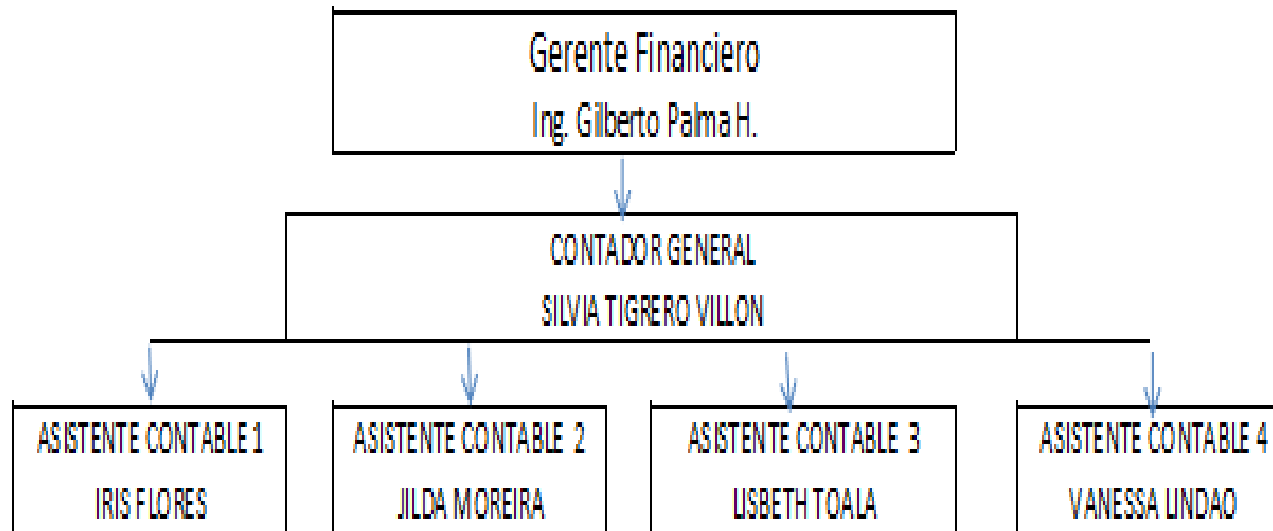 Gerente Financiero
Ing. Gilberto Palma H.
CONTADOR GENERAL
SILVIA TIGRERO VILLON
ASISTENTE CONTABLE 1
IRIS FLORES
ASISTENTE CONTABLE 2
JILDA MOREIRA
ASISTENTE CONTABLE 3
LISBETH TOALA
ASISTENTE CONTABLE 4
VANESSA LINDAO